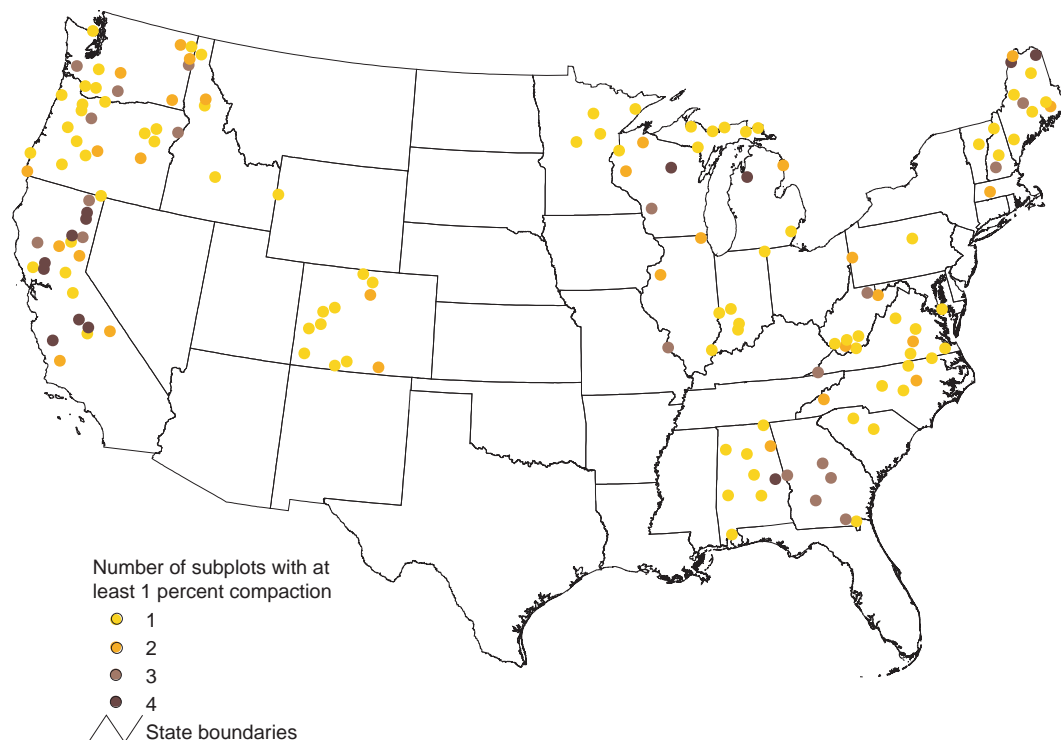 Number of subplots with at
least 1 percent compaction
1
2
3
4
State boundaries